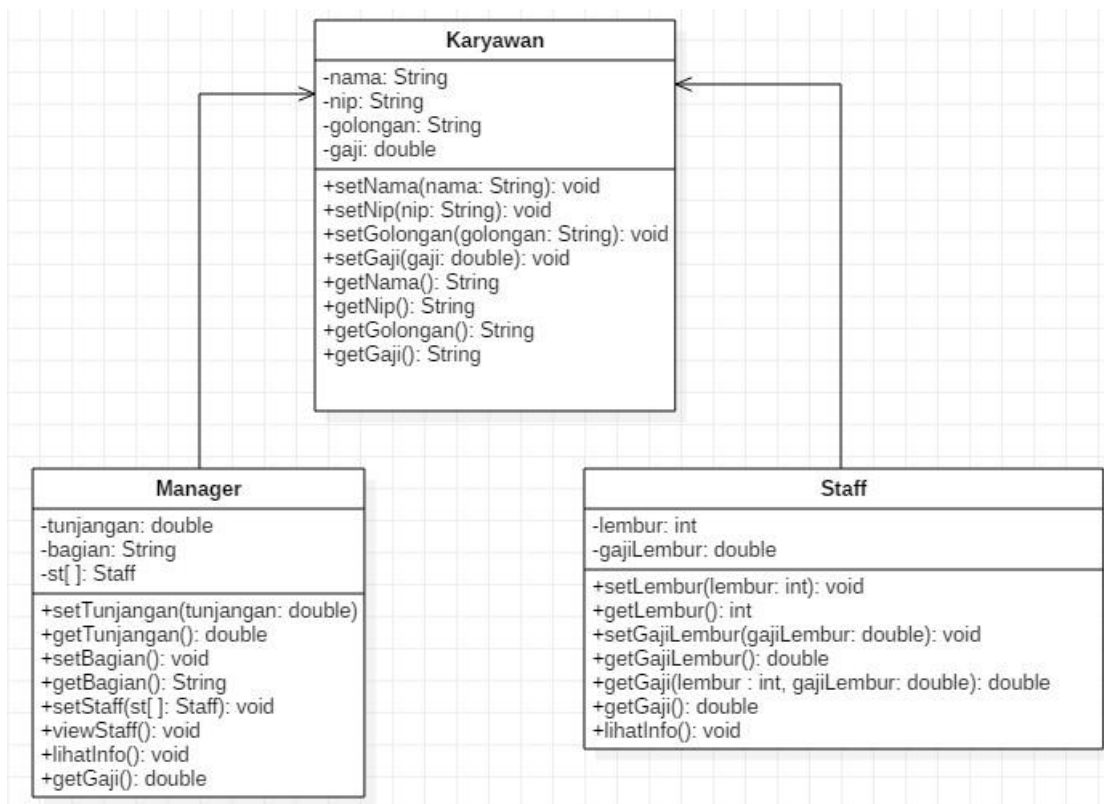 Karyawan
-nama: String
-nip: String
-golongan: String
-gaji: double
+setNama(nama: String): void
+setNip(nip: String): void
+setGolongan(golongan: String): void
+setGaji(gaji: double): void
+getNama(): String
+getNip(): String
+getGolongan(): String
+getGaji(): String
Manager
-tunjangan: double
-bagian: String
-st[ ]: Staff
+setTunjangan(tunjangan: double)
+getTunjangan(): double
+setBagian(): void
+getBagian(): String
+setStaff(st[ ]: Staff): void
+viewStaff(): void
+lihatInfo(): void
+getGaji(): double
Staff
-lembur: int
-gajiLembur: double
+setLembur(lembur: int): void
+getLembur(): int
+setGajiLembur(gajiLembur: double): void
+getGajiLembur(): double
+getGaji(lembur : int, gajiLembur: double): double
+getGaji(): double
+lihatInfo(): void